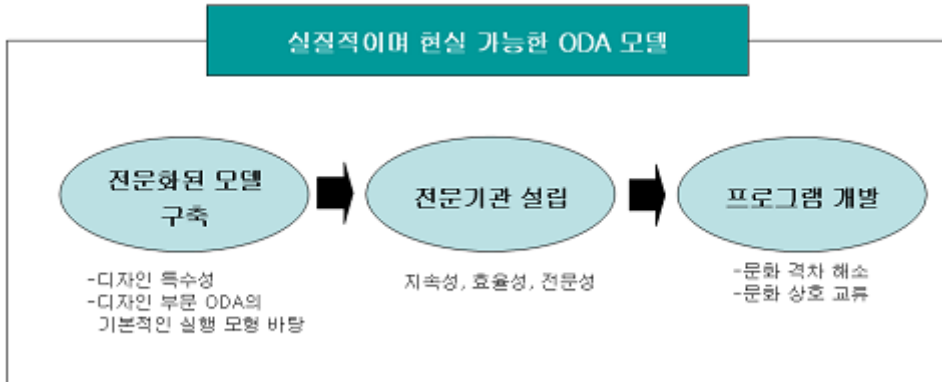 실질적이며 현실 가능한 ODA 모델
전문화된 모델
구축
전문기관 설립
프로그램 개발
-디자인 특수성
-디자인 부문 ODA의
기본적인 실행 모형 바탕
지속성, 효율성, 전문성
-문화 격차 해소
-문화 상호 교류